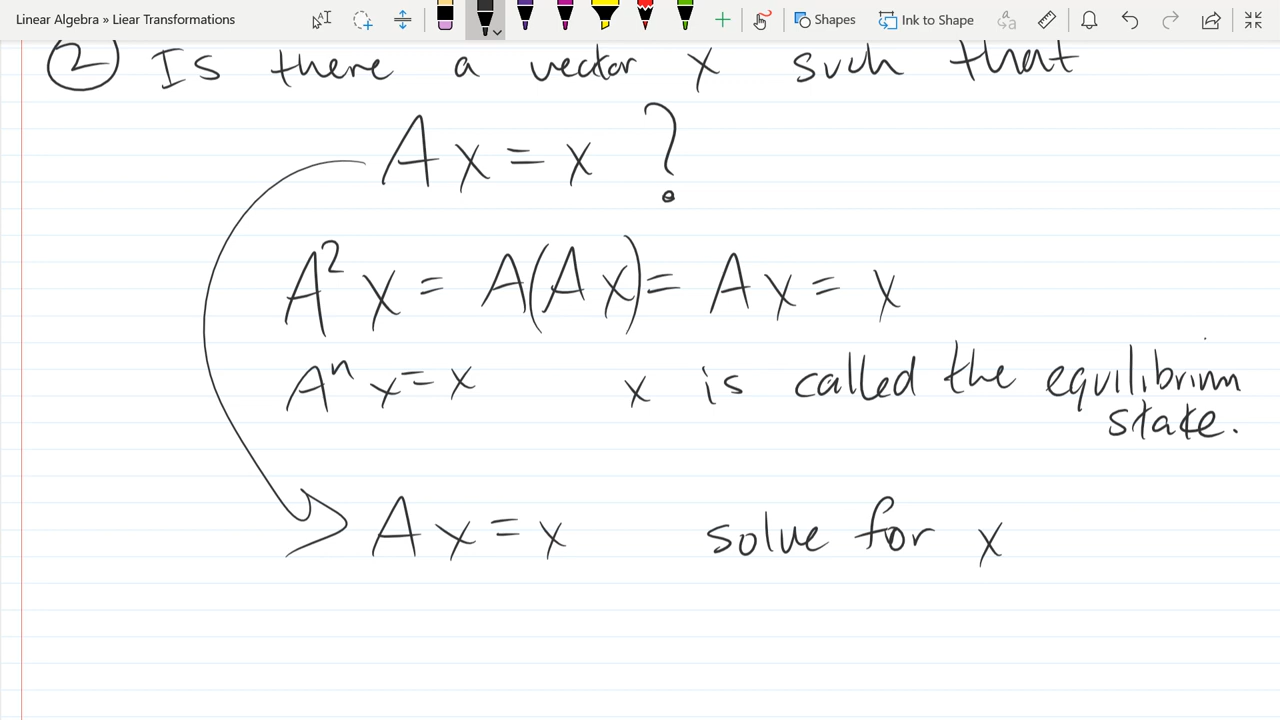 Linear Algebra » Liear Transformations
Shapes
Ink to Shape
② Is there a vector x such that
Ax = x ?
A²x = A(Ax) = Ax = x
Aⁿx = x x is called the equilibrium
state.
Ax = x solve for x